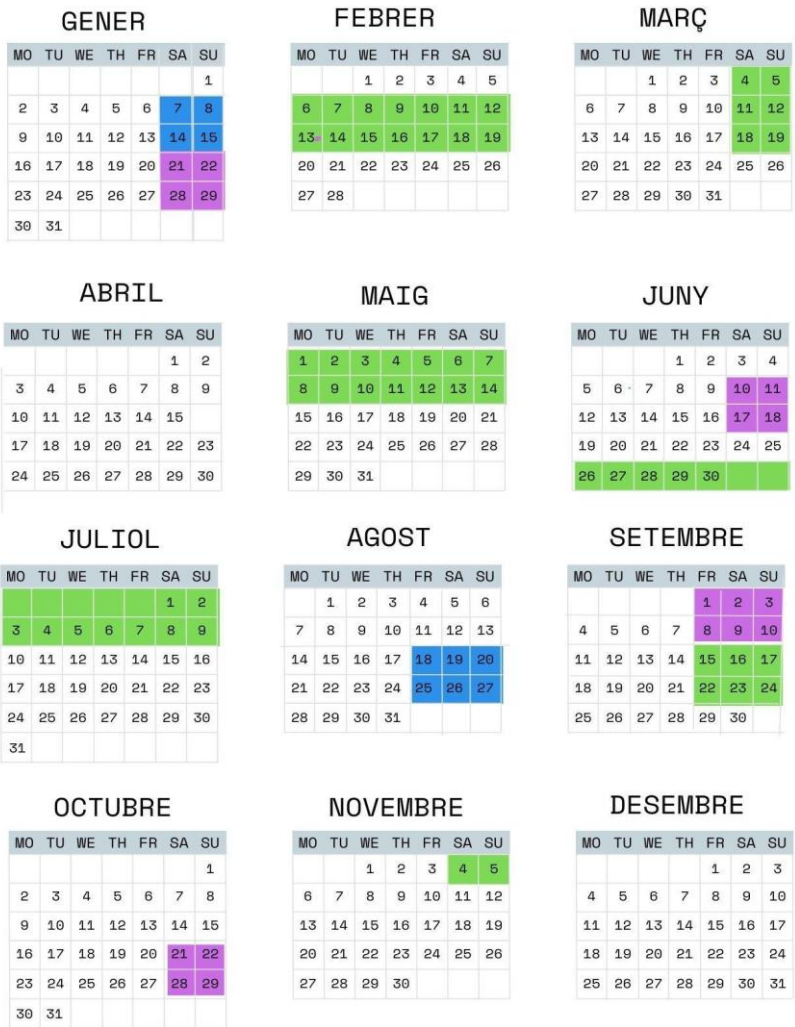 GENER
MO TU WE TH FR SA SU
1
2 3 4 5 6 7 8
9 10 11 12 13 14 15
16 17 18 19 20 21 22
23 24 25 26 27 28 29
30 31
FEBRER
MO TU WE TH FR SA SU
1 2 3 4 5
6 7 8 9 10 11 12
13 14 15 16 17 18 19
20 21 22 23 24 25 26
27 28
MARÇ
MO TU WE TH FR SA SU
1 2 3 4 5
6 7 8 9 10 11 12
13 14 15 16 17 18 19
20 21 22 23 24 25 26
27 28 29 30 31
ABRIL
MO TU WE TH FR SA SU
1 2
3 4 5 6 7 8 9
10 11 12 13 14 15
17 18 19 20 21 22 23
24 25 26 27 28 29 30
MAIG
MO TU WE TH FR SA SU
1 2 3 4 5 6 7
8 9 10 11 12 13 14
15 16 17 18 19 20 21
22 23 24 25 26 27 28
29 30 31
JUNY
MO TU WE TH FR SA SU
1 2 3 4
5 6 7 8 9 10 11
12 13 14 15 16 17 18
19 20 21 22 23 24 25
26 27 28 29 30
JULIOL
MO TU WE TH FR SA SU
1 2
3 4 5 6 7 8 9
10 11 12 13 14 15 16
17 18 19 20 21 22 23
24 25 26 27 28 29 30
31
AGOST
MO TU WE TH FR SA SU
1 2 3 4 5 6
7 8 9 10 11 12 13
14 15 16 17 18 19 20
21 22 23 24 25 26 27
28 29 30 31
SETEMBRE
MO TU WE TH FR SA SU
1 2 3
4 5 6 7 8 9 10
11 12 13 14 15 16 17
18 19 20 21 22 23 24
25 26 27 28 29 30
OCTUBRE
MO TU WE TH FR SA SU
1
2 3 4 5 6 7 8
9 10 11 12 13 14 15
16 17 18 19 20 21 22
23 24 25 26 27 28 29
30 31
NOVEMBRE
MO TU WE TH FR SA SU
1 2 3 4 5
6 7 8 9 10 11 12
13 14 15 16 17 18 19
20 21 22 23 24 25 26
27 28 29 30
DESEMBRE
MO TU WE TH FR SA SU
1 2 3
4 5 6 7 8 9 10
11 12 13 14 15 16 17
18 19 20 21 22 23 24
25 26 27 28 29 30 31